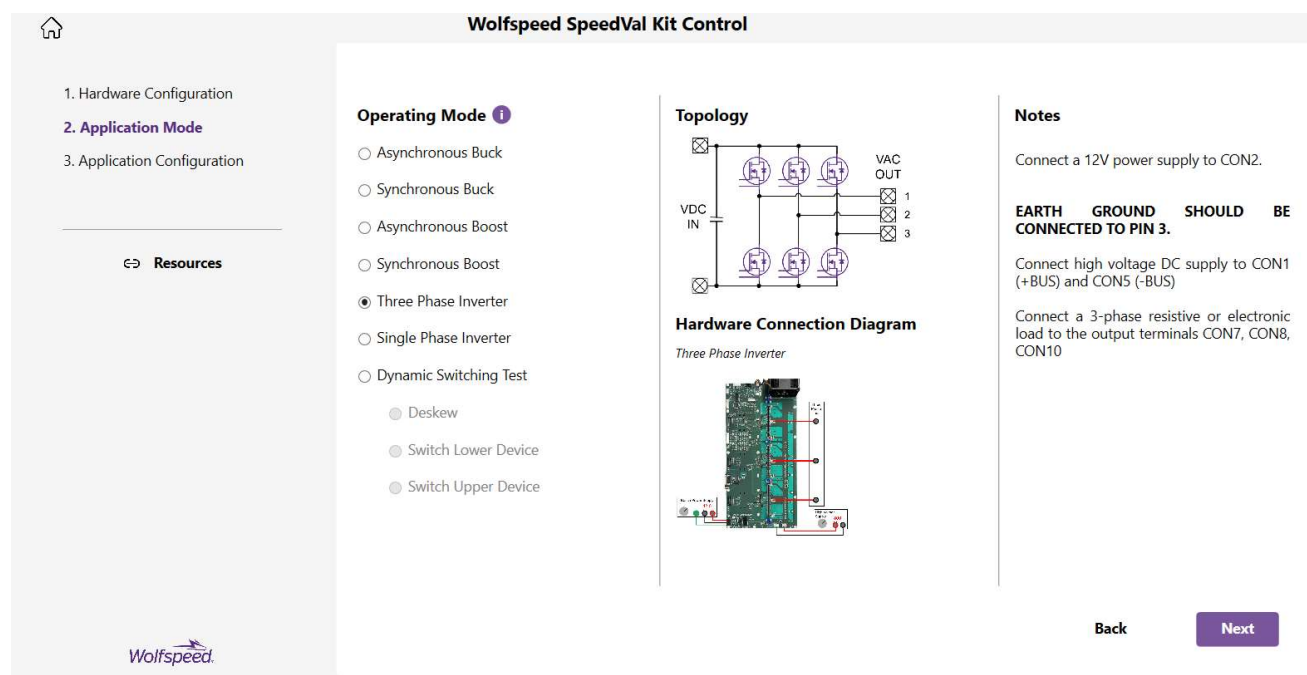 Wolfspeed SpeedVal Kit Control
1. Hardware Configuration
2. Application Mode
3. Application Configuration
Resources
Wolfspeed.
Operating Mode i
Asynchronous Buck
Synchronous Buck
Asynchronous Boost
Synchronous Boost
Three Phase Inverter
Single Phase Inverter
Dynamic Switching Test
Deskew
Switch Lower Device
Switch Upper Device
Topology
VAC
OUT
1
2
3
VDC
IN
Hardware Connection Diagram
Three Phase Inverter
Notes
Connect a 12V power supply to CON2.
EARTH GROUND SHOULD BE
CONNECTED TO PIN 3.
Connect high voltage DC supply to CON1
(+BUS) and CON5 (-BUS)
Connect a 3-phase resistive or electronic
load to the output terminals CON7, CON8,
CON10
Back
Next